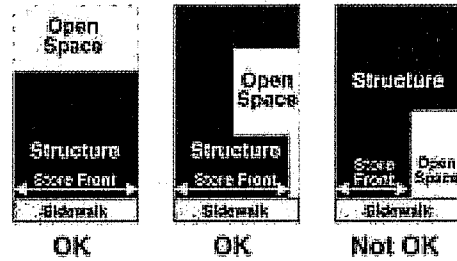 Open
Space
Structure
Store Front
Sidewalk
OK
Open
Space
Structure
Store Front
Sidewalk
OK
Structure
Store
Front
Open
Space
Sidewalk
Not OK